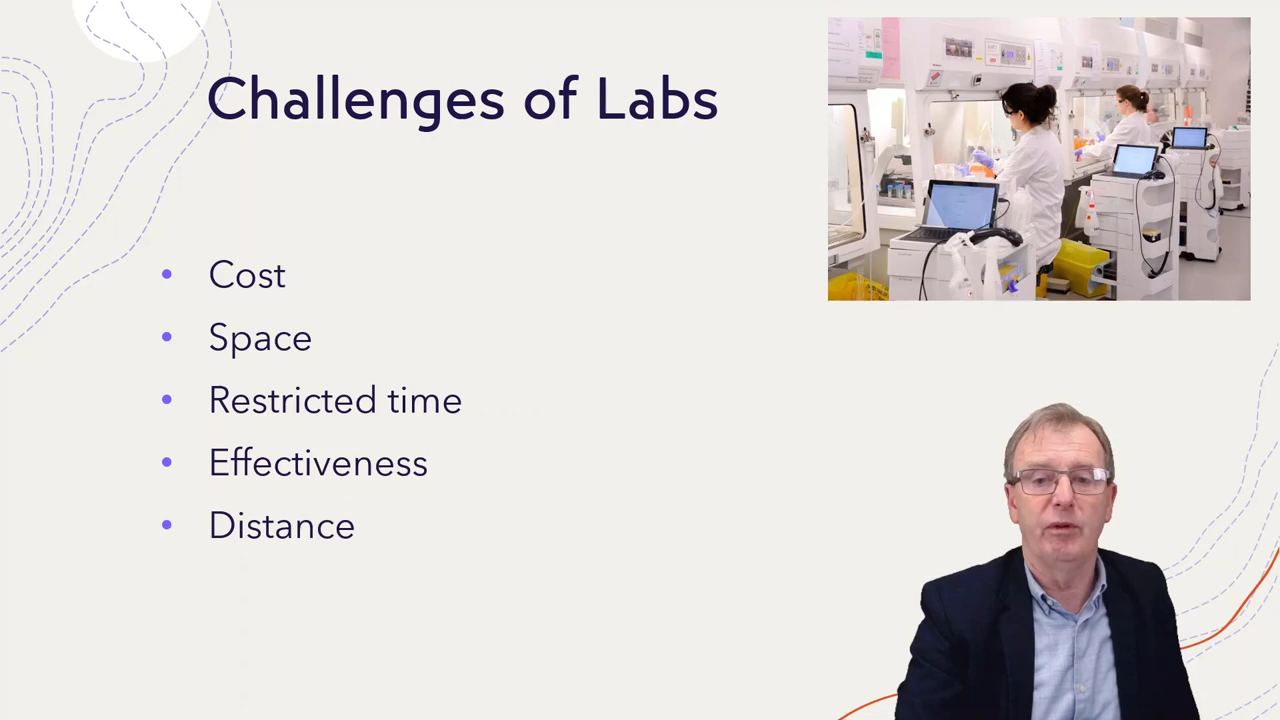 Challenges of Labs
Cost
Space
Restricted time
Effectiveness
Distance